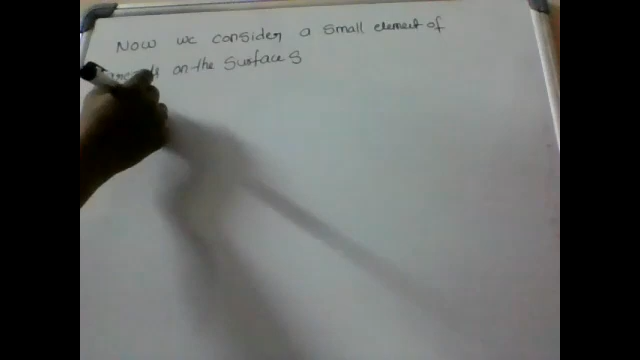 Now we consider a small element of
on the surface S